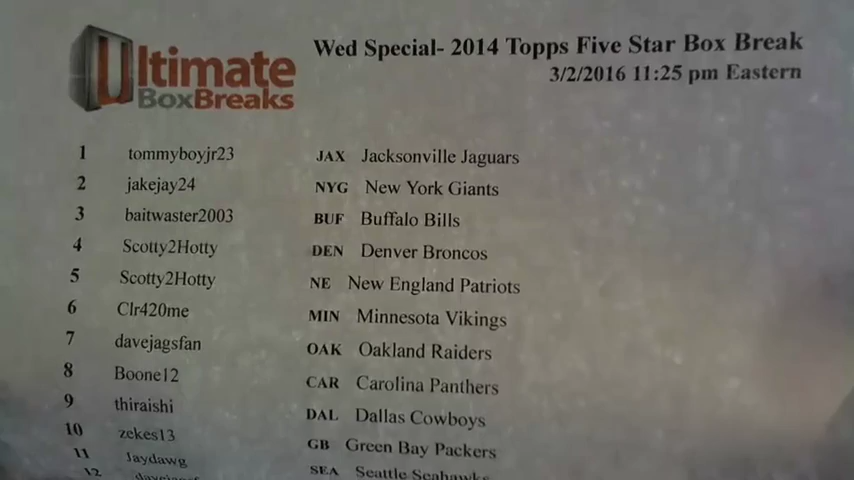 Ultimate BoxBreaks
Wed Special- 2014 Topps Five Star Box Break
3/2/2016 11:25 pm Eastern
1 tommyboyjr23 JAX Jacksonville Jaguars
2 jakejay24 NYG New York Giants
3 baitwaster2003 BUF Buffalo Bills
4 Scotty2Hotty DEN Denver Broncos
5 Scotty2Hotty NE New England Patriots
6 Clr420me MIN Minnesota Vikings
7 davejagsfan OAK Oakland Raiders
8 Boone12 CAR Carolina Panthers
9 thiraishi DAL Dallas Cowboys
10 zekes13 GB Green Bay Packers
11 Jaydawg SEA Seattle Seahawks
12